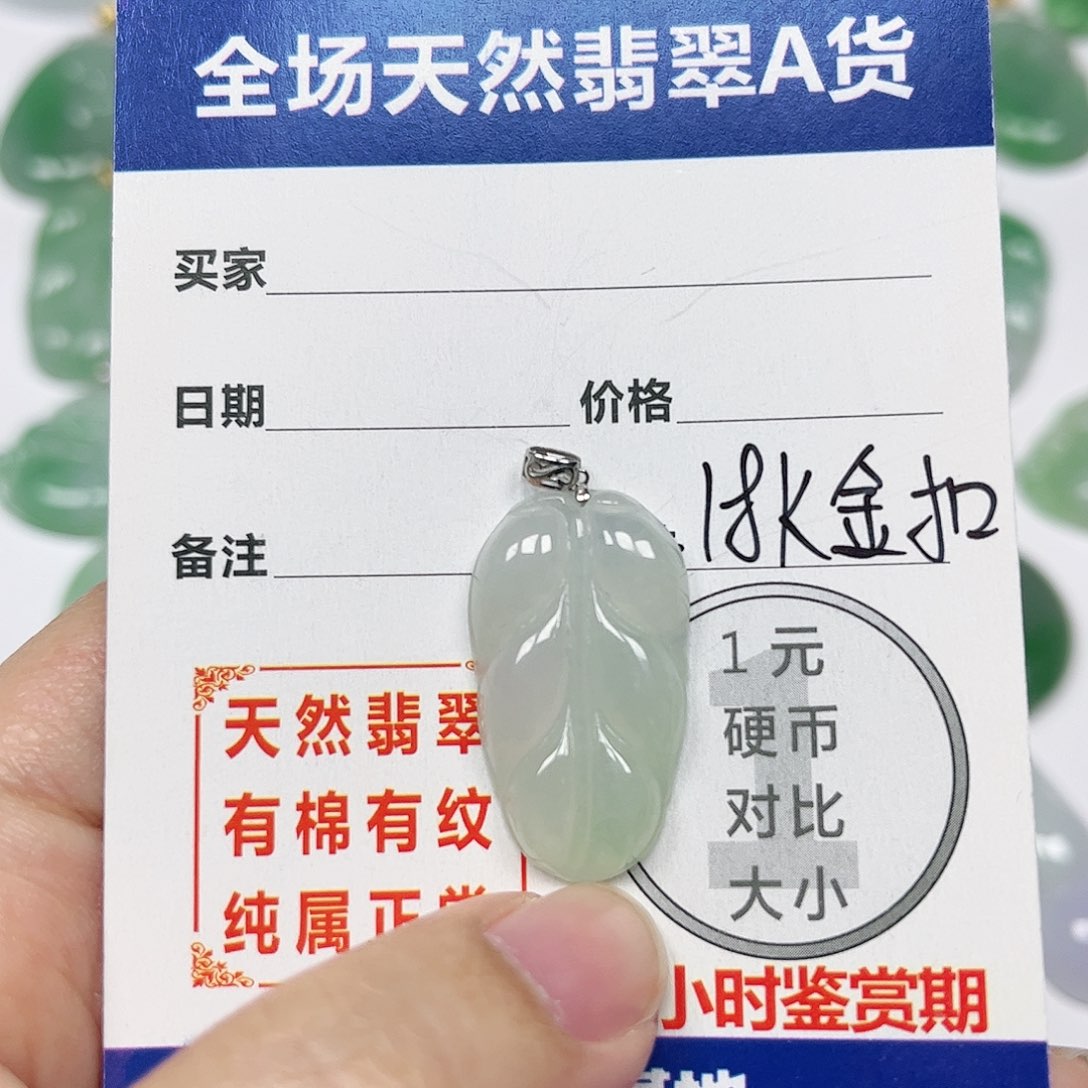 全场天然翡翠A货
买家
日期 价格
备注 18K金扣
天然翡翠
有棉有纹
纯属正常
1元
硬币
对比
大小
小时鉴赏期